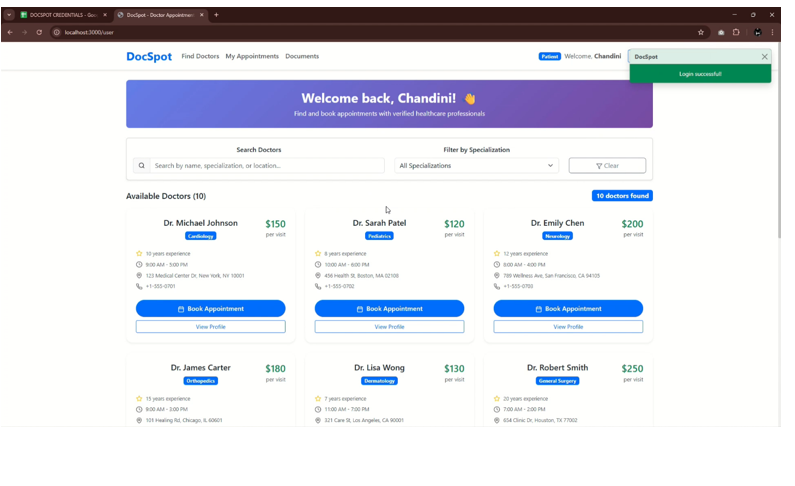 DOCSPOT CREDENTIALS - Goo
DocSpot - Doctor Appointmen
localhost:3000/user
DocSpot
Find Doctors
My Appointments
Documents
Patient
Welcome, Chandini
DocSpot
Login successful!
Welcome back, Chandini! 👋
Find and book appointments with verified healthcare professionals
Search Doctors
Filter by Specialization
Search by name, specialization, or location...
All Specializations
Clear
Available Doctors (10)
10 doctors found
Dr. Michael Johnson
$150
Cardiology
per visit
10 years experience
9:00 AM - 5:00 PM
123 Medical Center Dr, New York, NY 10001
+1-555-0701
Book Appointment
View Profile
Dr. Sarah Patel
$120
Pediatrics
per visit
8 years experience
10:00 AM - 6:00 PM
456 Health St, Boston, MA 02108
+1-555-0702
Book Appointment
View Profile
Dr. Emily Chen
$200
Neurology
per visit
12 years experience
8:00 AM - 4:00 PM
789 Wellness Ave, San Francisco, CA 94105
+1-555-0703
Book Appointment
View Profile
Dr. James Carter
$180
Orthopedics
per visit
15 years experience
9:00 AM - 3:00 PM
101 Healing Rd, Chicago, IL 60601
Dr. Lisa Wong
$130
Dermatology
per visit
7 years experience
11:00 AM - 7:00 PM
321 Care St, Los Angeles, CA 90001
Dr. Robert Smith
$250
General Surgery
per visit
20 years experience
7:00 AM - 2:00 PM
654 Clinic Dr, Houston, TX 77002